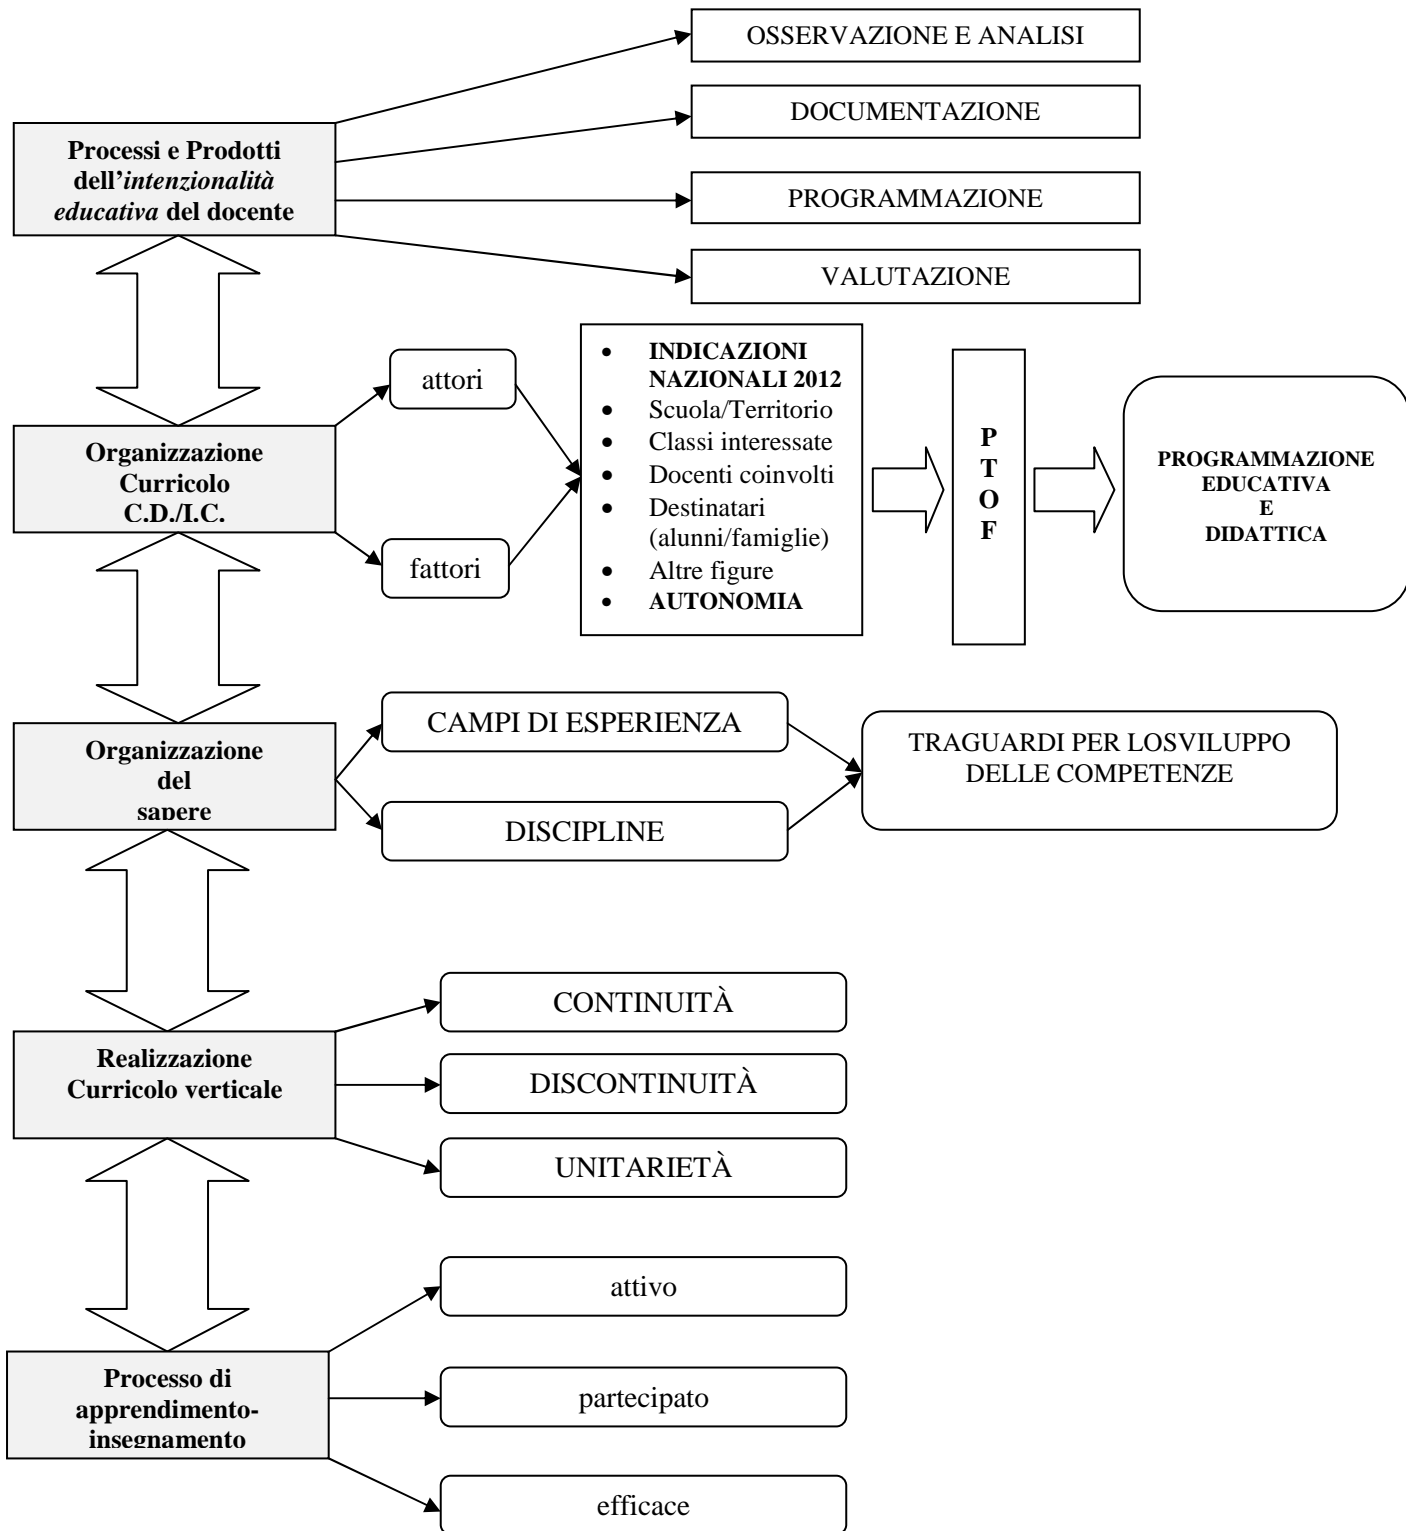 OSSERVAZIONE E ANALISI
DOCUMENTAZIONE
Processi e Prodotti
dell'intenzionalità
educativa del docente
PROGRAMMAZIONE
VALUTAZIONE
attori
fattori
Organizzazione
Curricolo
C.D./I.C.
• INDICAZIONI
NAZIONALI 2012
• Scuola/Territorio
• Classi interessate
• Docenti coinvolti
• Destinatari
(alunni/famiglie)
• Altre figure
• AUTONOMIA
P
T
O
F
PROGRAMMAZIONE
EDUCATIVA
E
DIDATTICA
Organizzazione
del
sapere
CAMPI DI ESPERIENZA
DISCIPLINE
TRAGUARDI PER LOSVILUPPO
DELLE COMPETENZE
Realizzazione
Curricolo verticale
CONTINUITÀ
DISCONTINUITÀ
UNITARIETÀ
Processo di
apprendimento-
insegnamento
attivo
partecipato
efficace